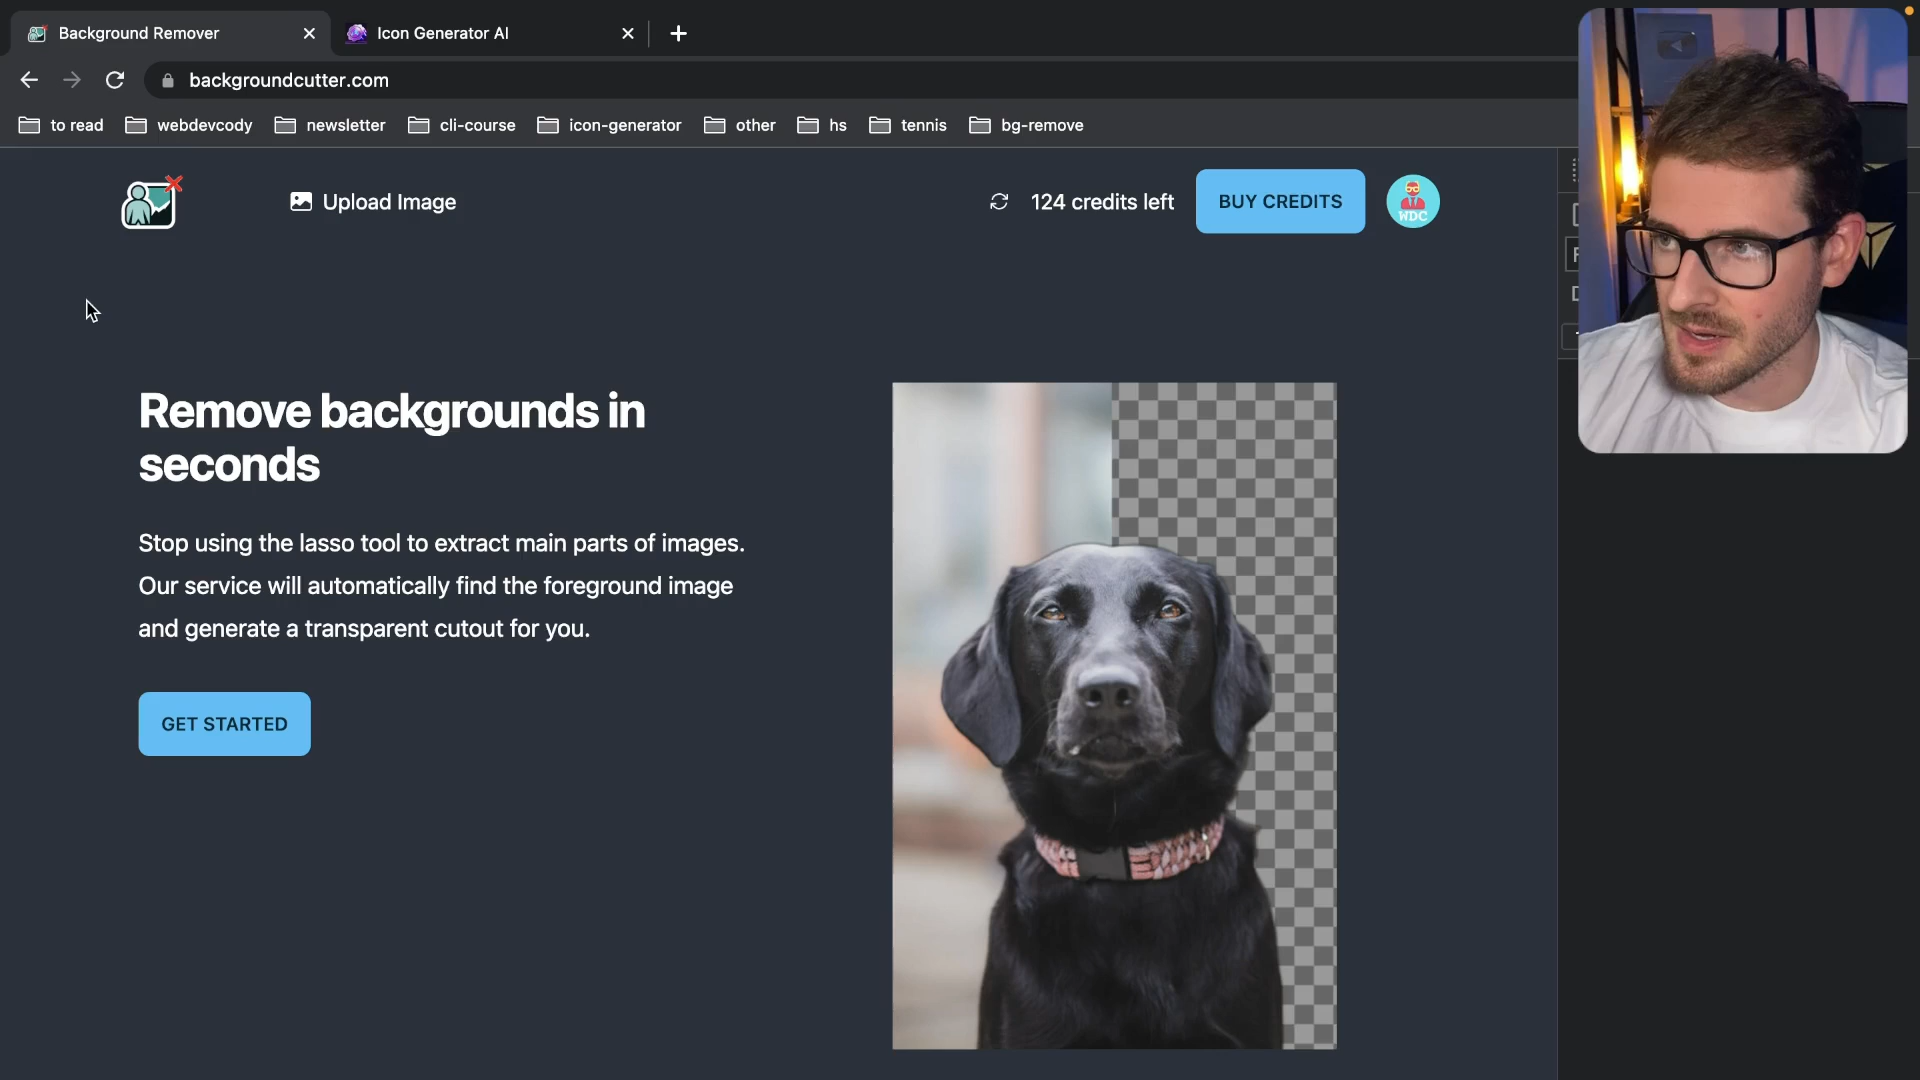 Background Remover
Icon Generator AI
backgroundcutter.com
to read
webdevcody
newsletter
cli-course
icon-generator
other
hs
tennis
bg-remove
Upload Image
124 credits left
BUY CREDITS
WDC
Remove backgrounds in
seconds
Stop using the lasso tool to extract main parts of images.
Our service will automatically find the foreground image
and generate a transparent cutout for you.
GET STARTED